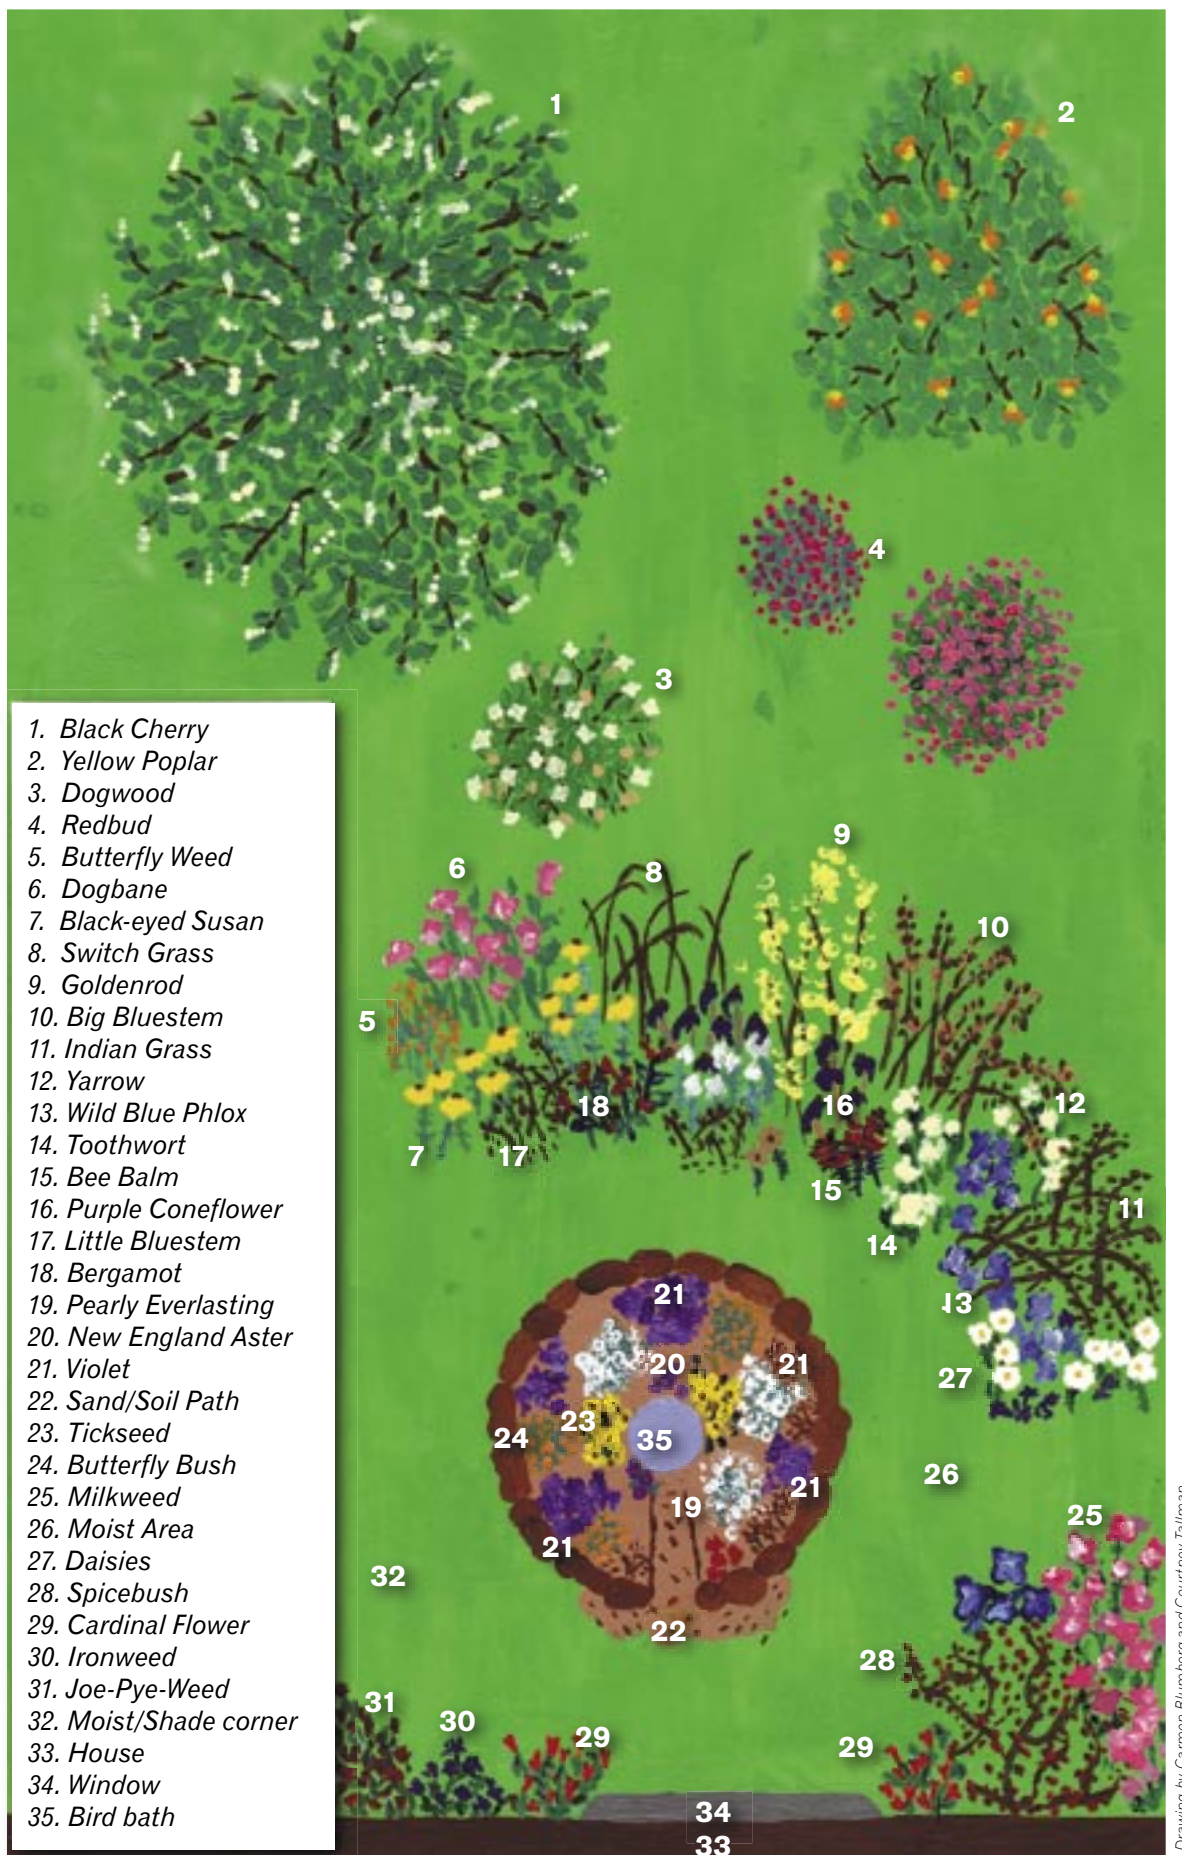 1
2
3
4
5
6
7
8
9
10
11
12
13
14
15
16
17
18
19
20
21
21
21
21
22
23
24
25
26
27
28
29
29
30
31
32
33
34
35
1. Black Cherry
2. Yellow Poplar
3. Dogwood
4. Redbud
5. Butterfly Weed
6. Dogbane
7. Black-eyed Susan
8. Switch Grass
9. Goldenrod
10. Big Bluestem
11. Indian Grass
12. Yarrow
13. Wild Blue Phlox
14. Toothwort
15. Bee Balm
16. Purple Coneflower
17. Little Bluestem
18. Bergamot
19. Pearly Everlasting
20. New England Aster
21. Violet
22. Sand/Soil Path
23. Tickseed
24. Butterfly Bush
25. Milkweed
26. Moist Area
27. Daisies
28. Spicebush
29. Cardinal Flower
30. Ironweed
31. Joe-Pye-Weed
32. Moist/Shade corner
33. House
34. Window
35. Bird bath
Drawing by Carmen Blumberg and Courtney Tallman